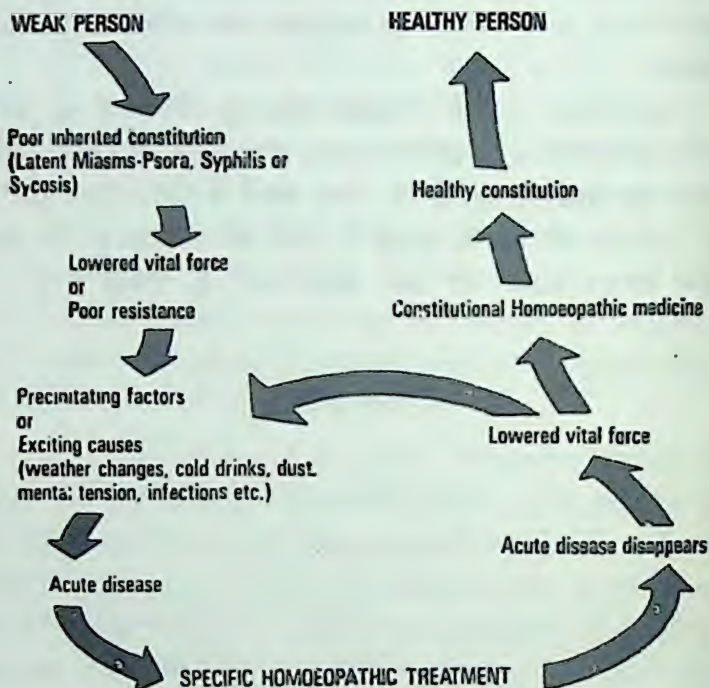 WEAK PERSON
Poor inherited constitution
(Latent Miasms-Psora, Syphilis or
Sycosis)
Lowered vital force
or
Poor resistance
Precipitating factors
or
Exciting causes
(weather changes, cold drinks, dust,
mental tension, infections etc.)
Acute disease
SPECIFIC HOMOEOPATHIC TREATMENT
Acute disease disappears
Lowered vital force
Constitutional Homoeopathic medicine
Healthy constitution
HEALTHY PERSON